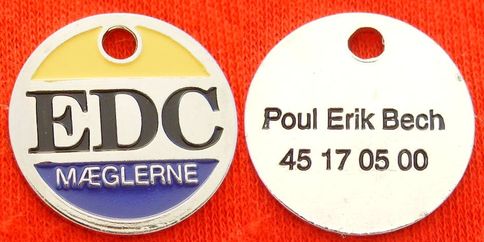 EDC
MÆGLERNE
Poul Erik Bech
45 17 05 00